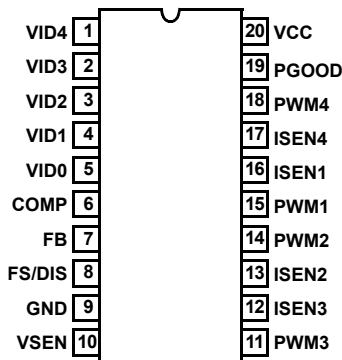 VID4 1 20 VCC
VID3 2 19 PGOOD
VID2 3 18 PWM4
VID1 4 17 ISEN4
VID0 5 16 ISEN1
COMP 6 15 PWM1
FB 7 14 PWM2
FS/DIS 8 13 ISEN2
GND 9 12 ISEN3
VSEN 10 11 PWM3